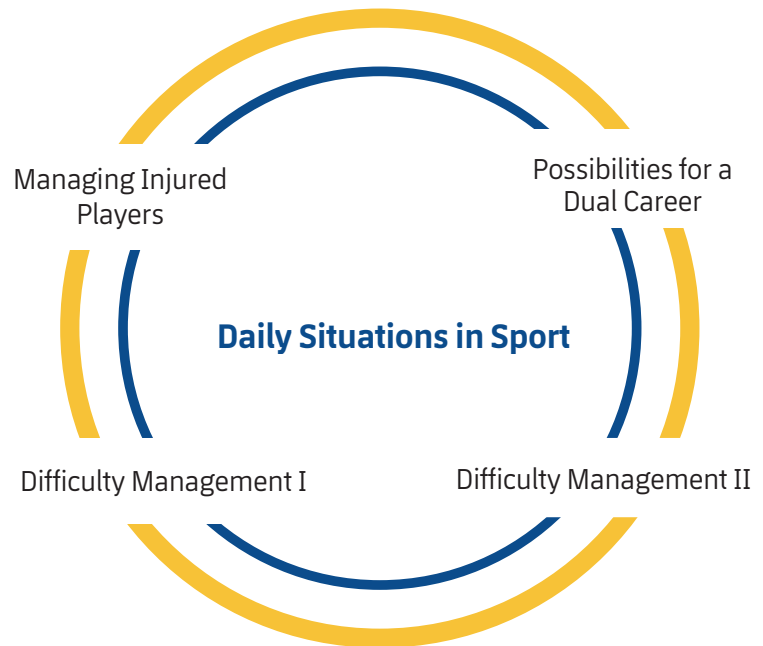 Managing Injured
Players
Possibilities for a
Dual Career
Daily Situations in Sport
Difficulty Management I
Difficulty Management II